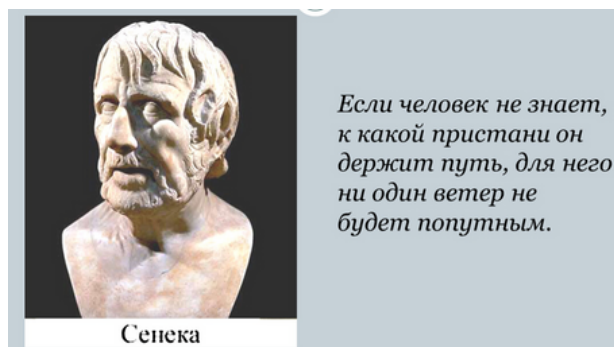 Если человек не знает,
к какой пристани он
держит путь, для него
ни один ветер не
будет попутным.
Сенека